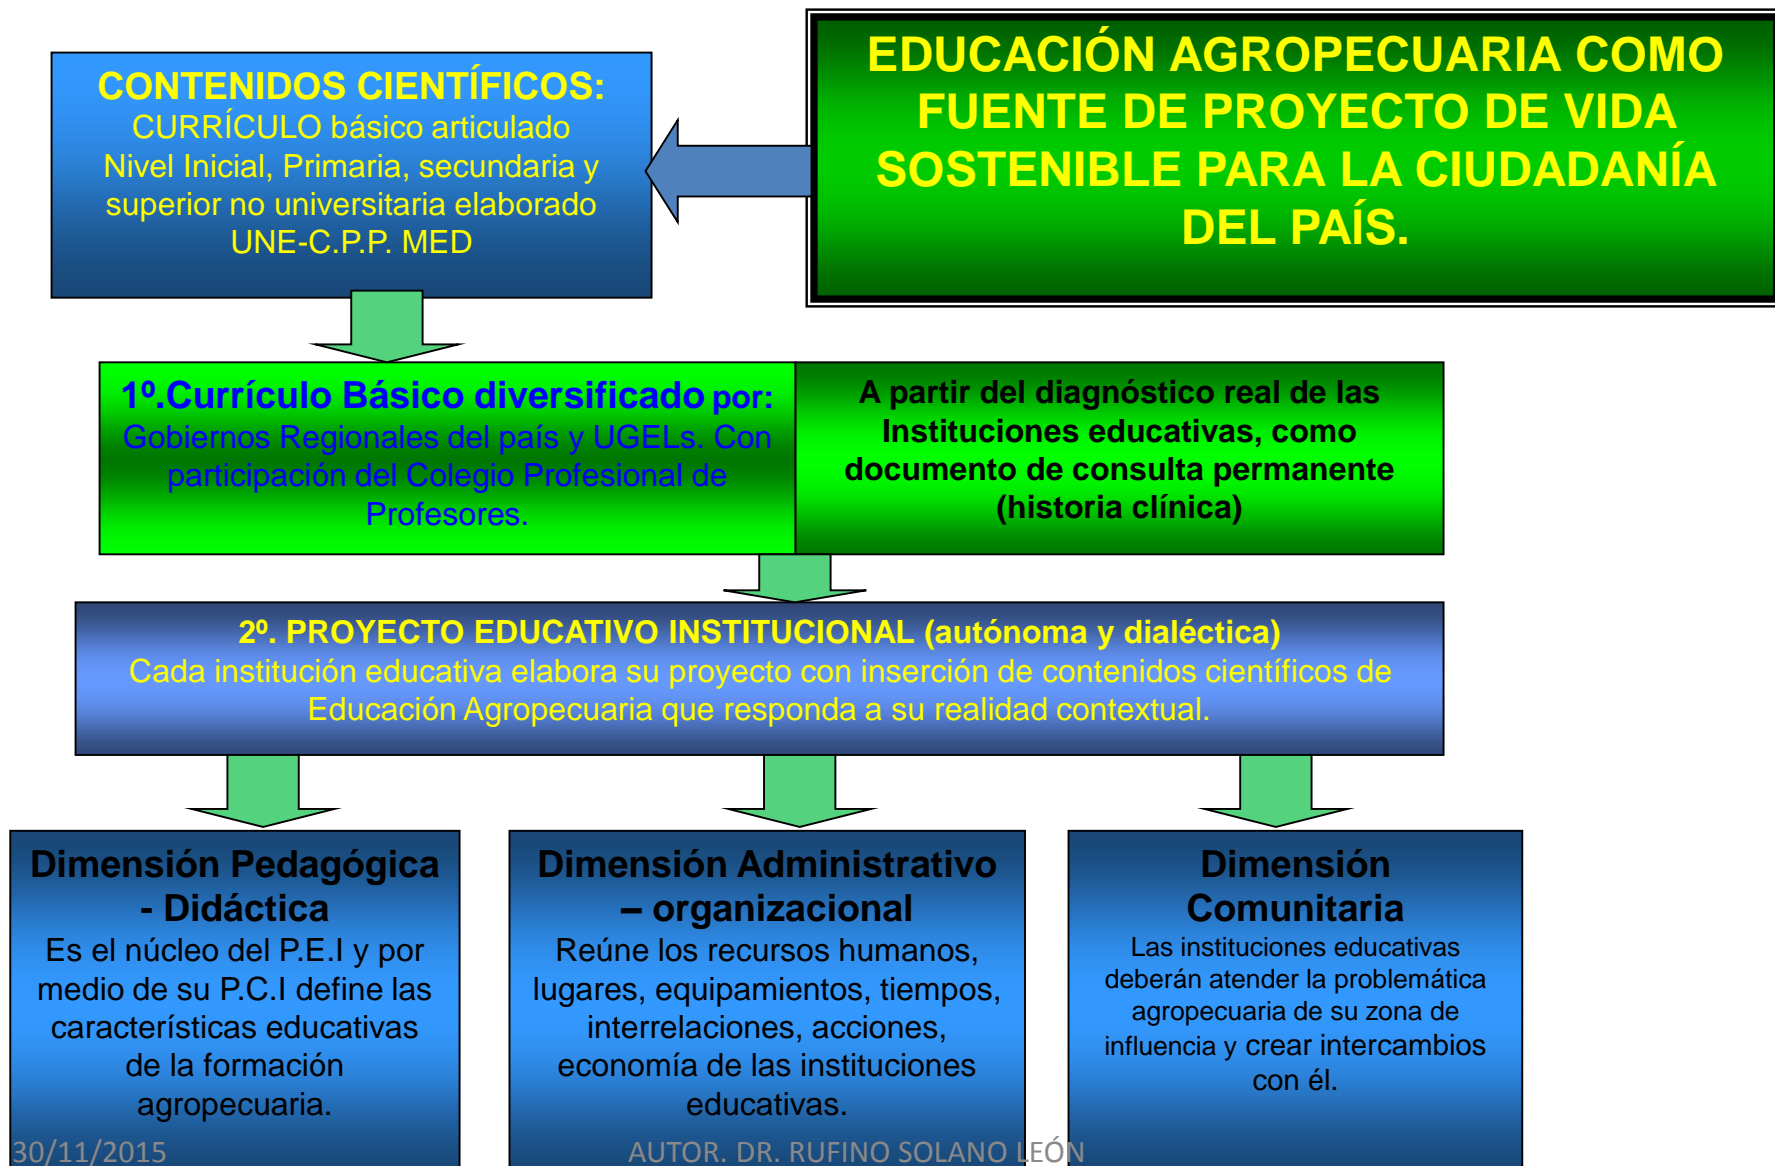 EDUCACIÓN AGROPECUARIA COMO
FUENTE DE PROYECTO DE VIDA
SOSTENIBLE PARA LA CIUDADANÍA
DEL PAÍS.
CONTENIDOS CIENTÍFICOS:
CURRÍCULO básico articulado
Nivel Inicial, Primaria, secundaria y
superior no universitaria elaborado
UNE-C.P.P. MED
1º.Currículo Básico diversificado por:
Gobiernos Regionales del país y UGELs. Con
participación del Colegio Profesional de
Profesores.
A partir del diagnóstico real de las
Instituciones educativas, como
documento de consulta permanente
(historia clínica)
2º. PROYECTO EDUCATIVO INSTITUCIONAL (autónoma y dialéctica)
Cada institución educativa elabora su proyecto con inserción de contenidos científicos de
Educación Agropecuaria que responda a su realidad contextual.
Dimensión Pedagógica
- Didáctica
Es el núcleo del P.E.I y por
medio de su P.C.I define las
características educativas
de la formación
agropecuaria.
Dimensión Administrativo
– organizacional
Reúne los recursos humanos,
lugares, equipamientos, tiempos,
interrelaciones, acciones,
economía de las instituciones
educativas.
Dimensión
Comunitaria
Las instituciones educativas
deberán atender la problemática
agropecuaria de su zona de
influencia y crear intercambios
con él.
30/11/2015
AUTOR. DR. RUFINO SOLANO LEÓN